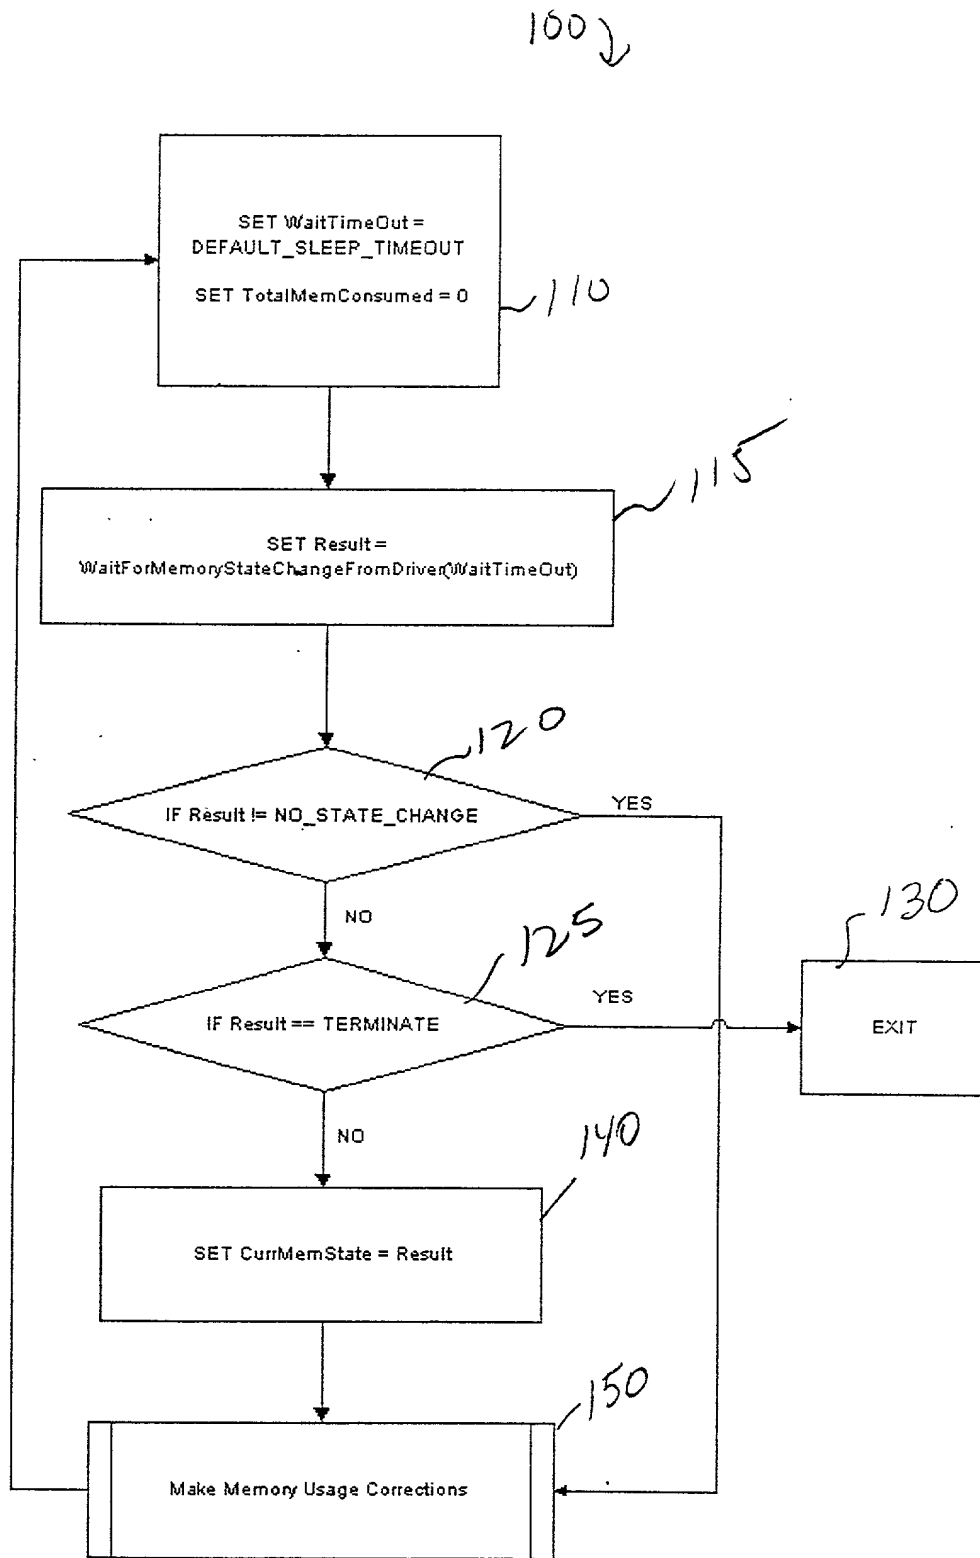 100
SET WaitTimeOut =
DEFAULT_SLEEP_TIMEOUT
SET TotalMemConsumed = 0
110
115
SET Result =
WaitForMemoryStateChangeFromDriver(WaitTimeOut)
120
IF Result != NO_STATE_CHANGE
YES
NO
125
130
IF Result == TERMINATE
YES
EXIT
NO
140
SET CurrMemState = Result
150
Make Memory Usage Corrections